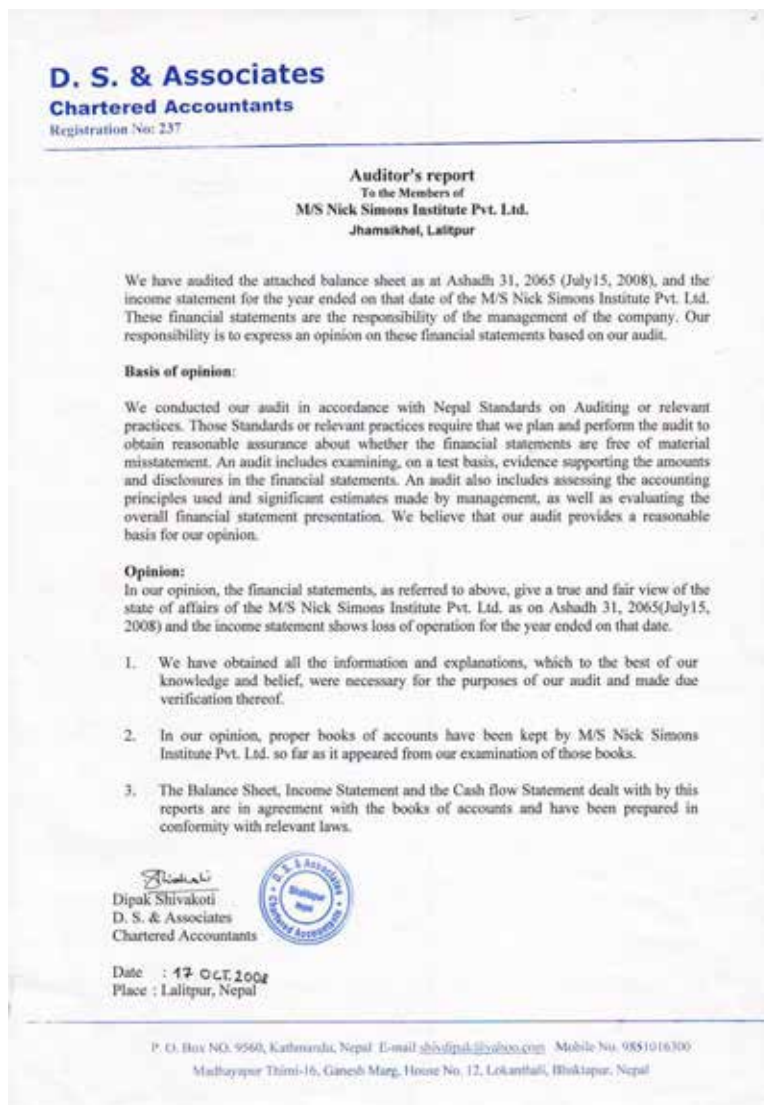 D. S. & Associates
Chartered Accountants
Registration No: 237
Auditor's report
To the Members of
M/S Nick Simons Institute Pvt. Ltd.
Jhamsikhel, Lalitpur
We have audited the attached balance sheet as at Ashadh 31, 2065 (July15, 2008), and the
income statement for the year ended on that date of the M/S Nick Simons Institute Pvt. Ltd.
These financial statements are the responsibility of the management of the company. Our
responsibility is to express an opinion on these financial statements based on our audit.
Basis of opinion:
We conducted our audit in accordance with Nepal Standards on Auditing or relevant
practices. Those Standards or relevant practices require that we plan and perform the audit to
obtain reasonable assurance about whether the financial statements are free of material
misstatement. An audit includes examining, on a test basis, evidence supporting the amounts
and disclosures in the financial statements. An audit also includes assessing the accounting
principles used and significant estimates made by management, as well as evaluating the
overall financial statement presentation. We believe that our audit provides a reasonable
basis for our opinion.
Opinion:
In our opinion, the financial statements, as referred to above, give a true and fair view of the
state of affairs of the M/S Nick Simons Institute Pvt. Ltd. as on Ashadh 31, 2065(July15,
2008) and the income statement shows loss of operation for the year ended on that date.
1. We have obtained all the information and explanations, which to the best of our
knowledge and belief, were necessary for the purposes of our audit and made due
verification thereof.
2. In our opinion, proper books of accounts have been kept by M/S Nick Simons
Institute Pvt. Ltd. so far as it appeared from our examination of those books.
3. The Balance Sheet, Income Statement and the Cash flow Statement dealt with by this
reports are in agreement with the books of accounts and have been prepared in
conformity with relevant laws.
D. S. & Associates
Chartered Accountants
Nepal
Dipak Shivakoti
D. S. & Associates
Chartered Accountants
Date : 17 OCT. 2008
Place : Lalitpur, Nepal
P. O. Box NO. 9560, Kathmandu, Nepal E-mail shivdipak@yahoo.com Mobile No. 9851016300
Madhayapur Thimi-16, Ganesh Marg, House No. 12, Lokanthali, Bhaktapur, Nepal